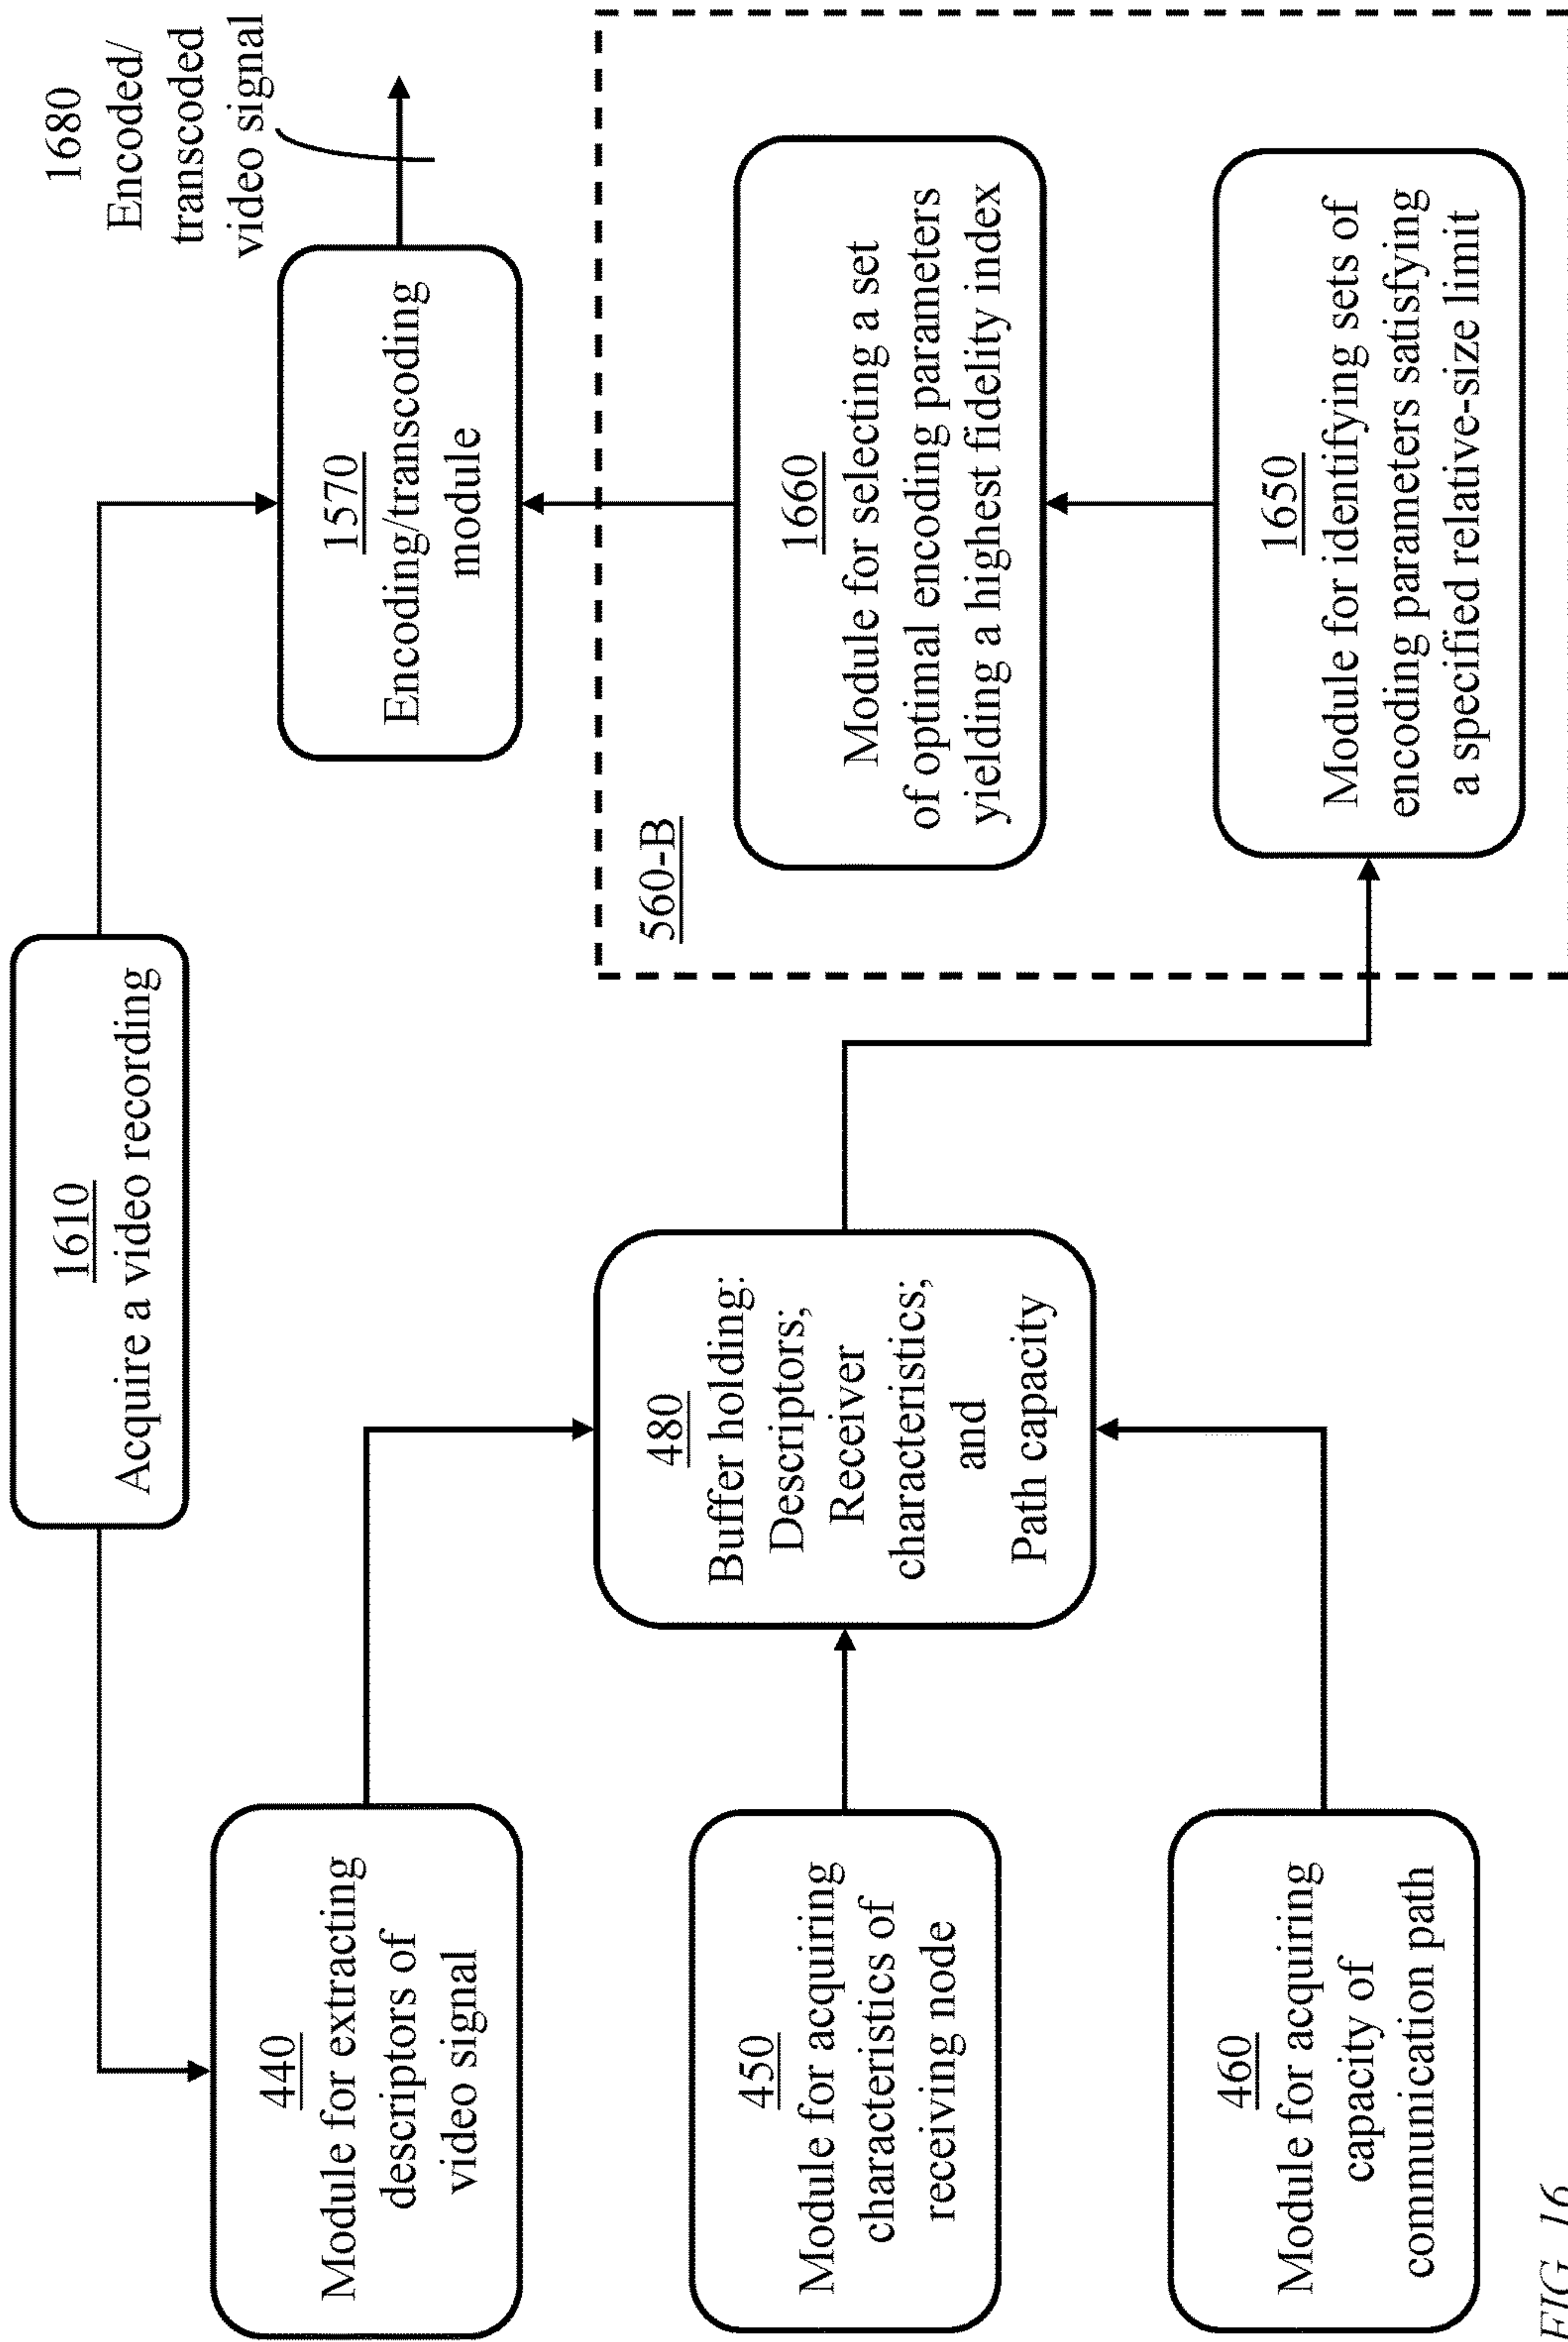 1610
Acquire a video recording
1680
Encoded/
transcoded
video signal
440
Module for extracting
descriptors of
video signal
1570
Encoding/transcoding
module
480
Buffer holding:
Descriptors;
Receiver
characteristics;
and
Path capacity
560-B
450
Module for acquiring
characteristics of
receiving node
1660
Module for selecting a set
of optimal encoding parameters
yielding a highest fidelity index
460
Module for acquiring
capacity of
communication path
1650
Module for identifying sets of
encoding parameters satisfying
a specified relative-size limit
FIG. 16